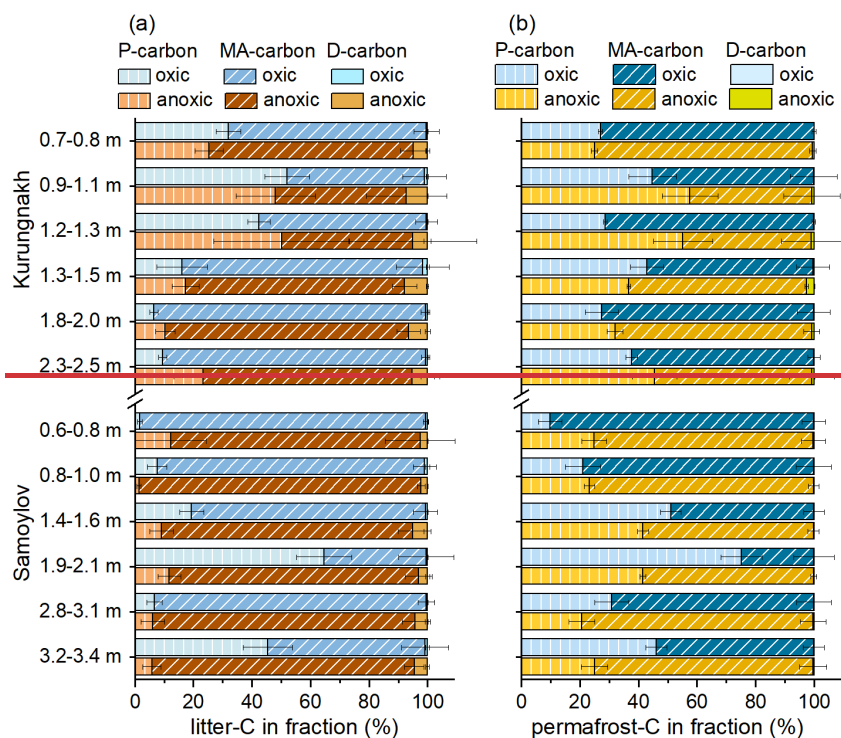 (a)
P-carbon MA-carbon D-carbon
oxic oxic oxic
anoxic anoxic anoxic
(b)
P-carbon MA-carbon D-carbon
oxic oxic oxic
anoxic anoxic anoxic
Kurungnakh
0.7-0.8 m
0.9-1.1 m
1.2-1.3 m
1.3-1.5 m
1.8-2.0 m
2.3-2.5 m
Samoylov
0.6-0.8 m
0.8-1.0 m
1.4-1.6 m
1.9-2.1 m
2.8-3.1 m
3.2-3.4 m
0 20 40 60 80 100
litter-C in fraction (%)
0 20 40 60 80 100
permafrost-C in fraction (%)